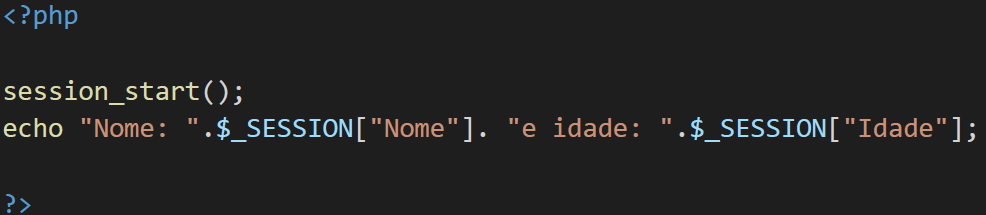 <?php
session_start();
echo "Nome: ".$_SESSION["Nome"]. "e idade: ".$_SESSION["Idade"];
?>